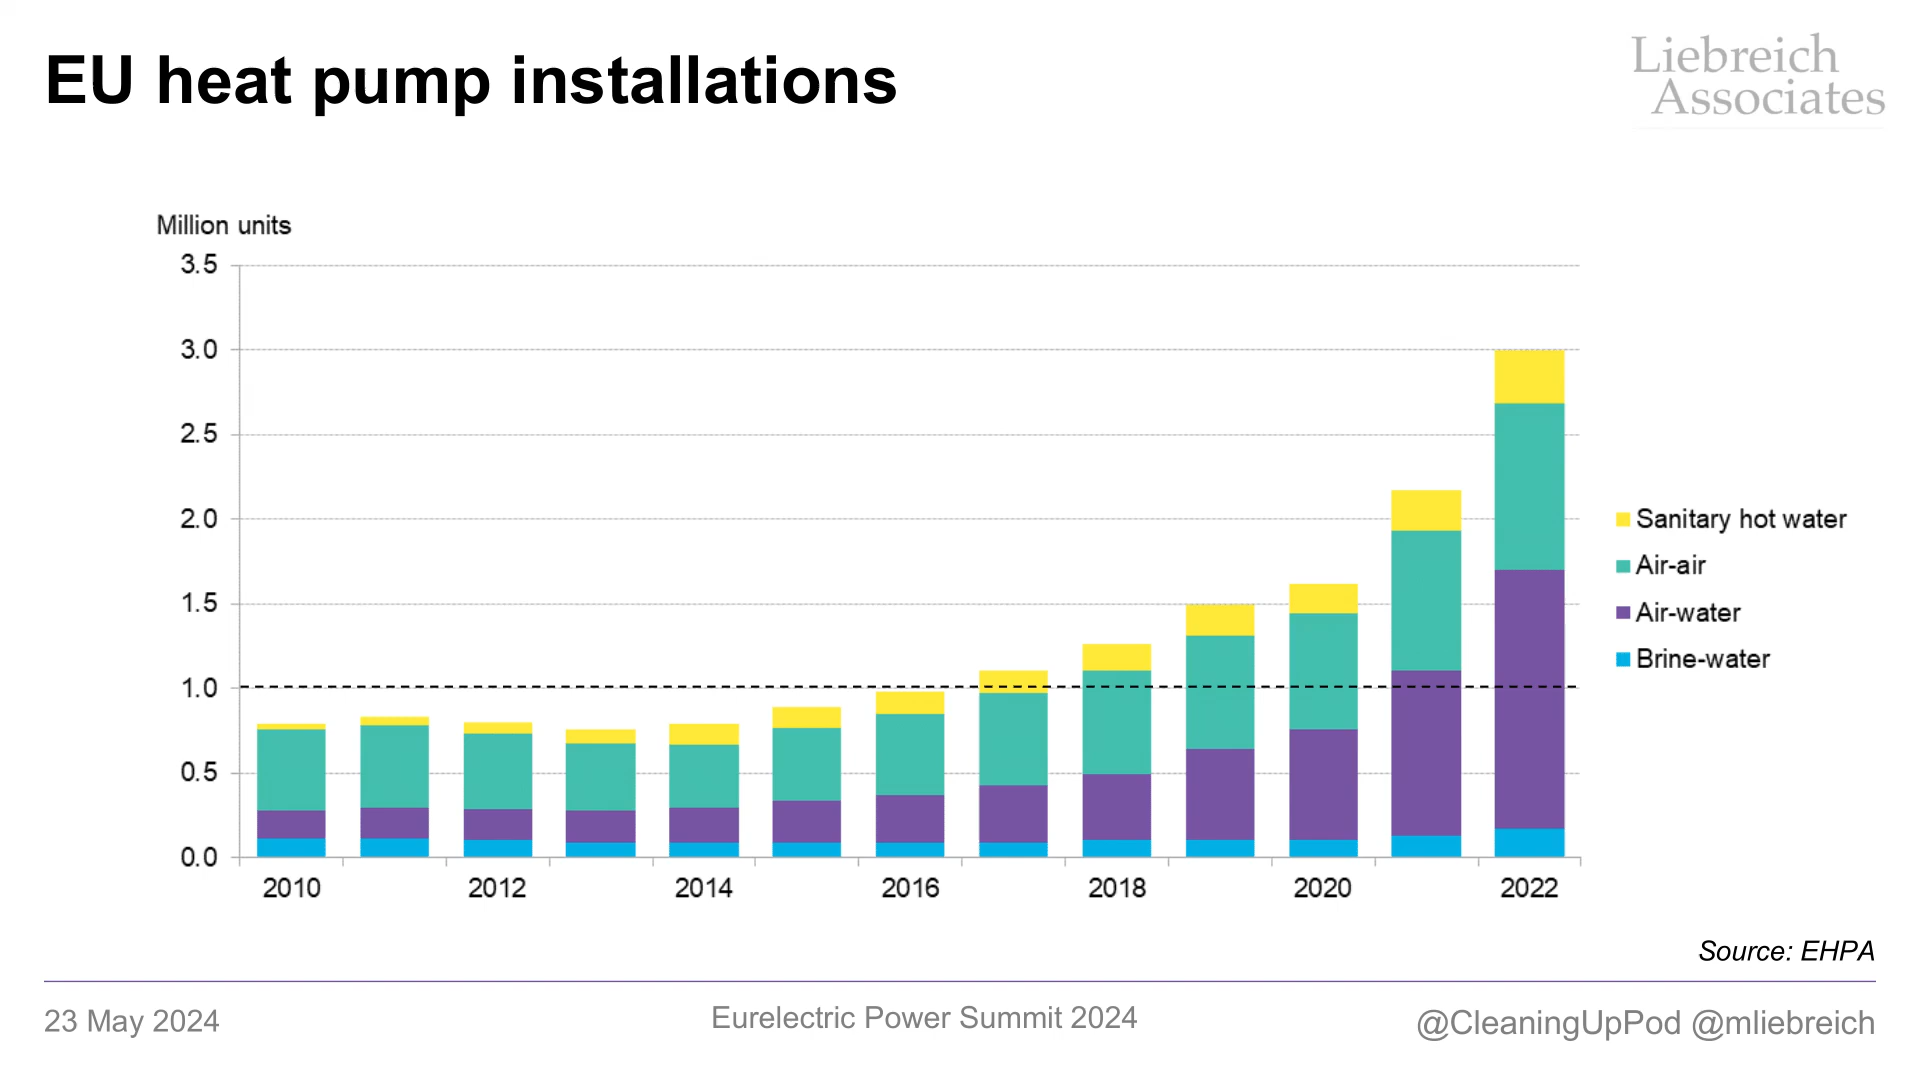 EU heat pump installations
Liebreich
Associates
Million units
3.5
3.0
2.5
2.0
1.5
1.0
0.5
0.0
2010
2012
2014
2016
2018
2020
2022
Sanitary hot water
Air-air
Air-water
Brine-water
Source: EHPA
23 May 2024
Eurelectric Power Summit 2024
@CleaningUpPod @mliebreich